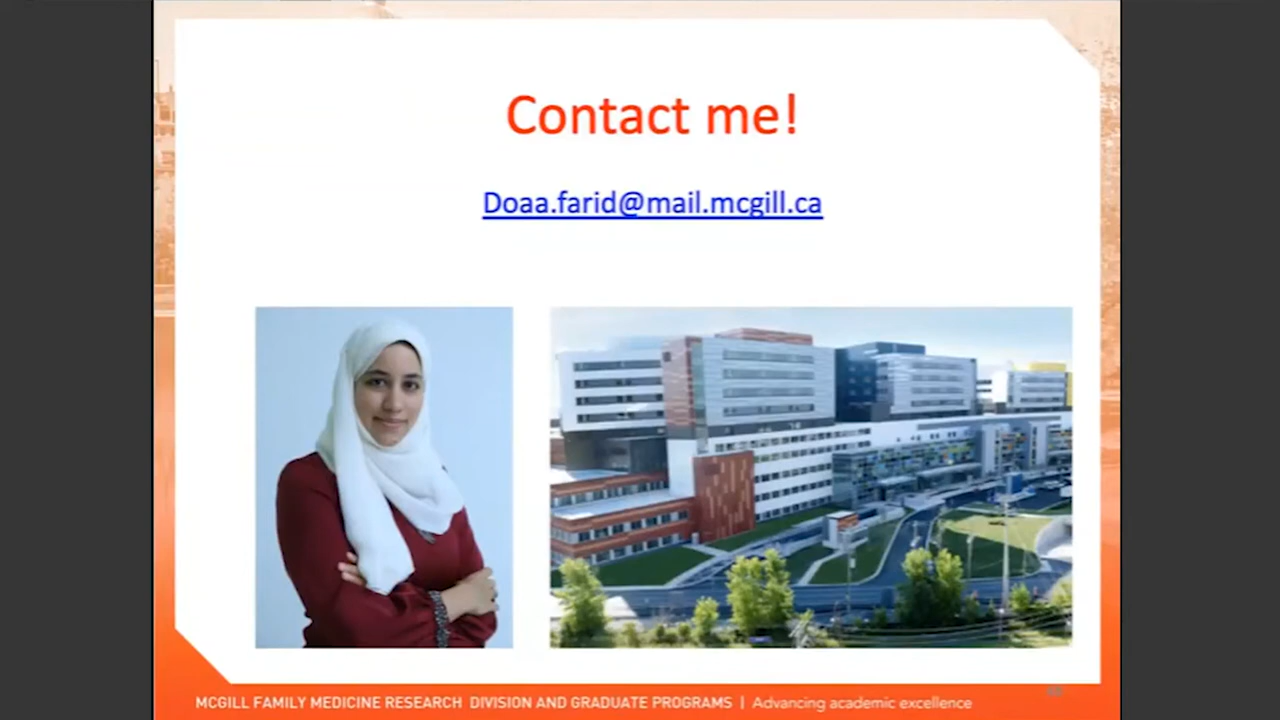 Contact me!
Doaa.farid@mail.mcgill.ca
MCGILL FAMILY MEDICINE RESEARCH DIVISION AND GRADUATE PROGRAMS | Advancing academic excellence